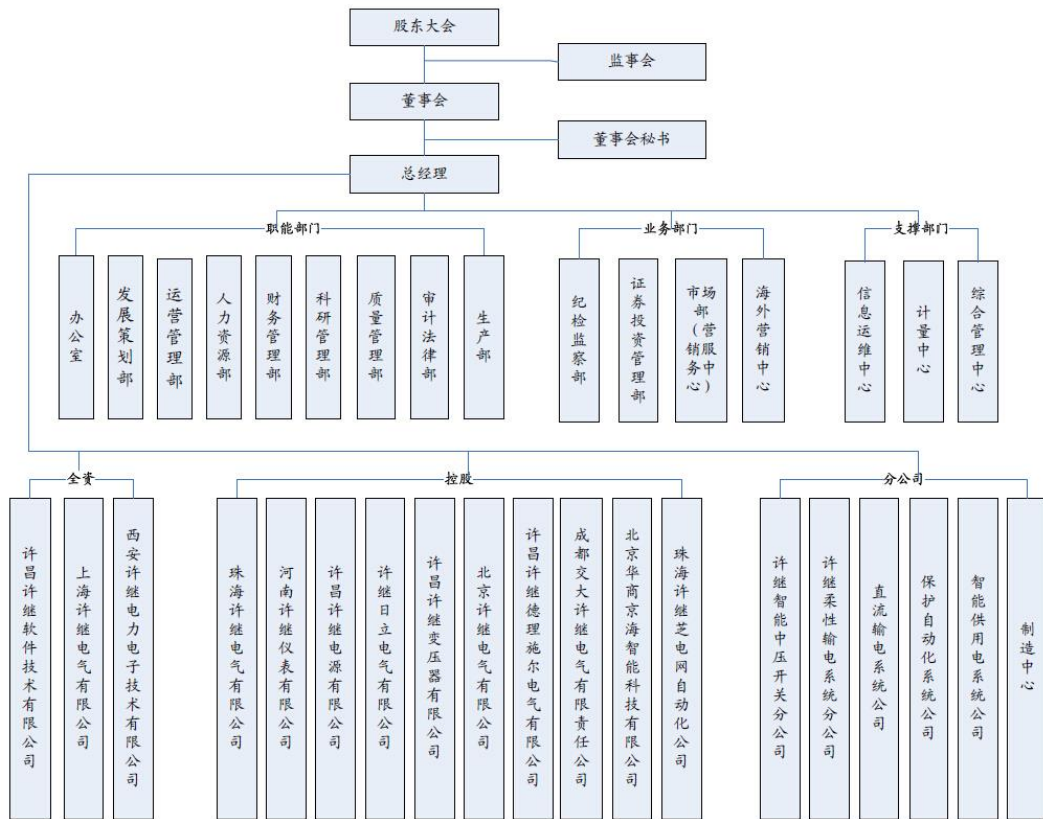 股东大会
监事会
董事会
董事会秘书
总经理
职能部门
业务部门
支撑部门
办公室
发展策划部
运营管理部
人力资源部
财务管理部
科研管理部
质量管理部
审计法律部
生产部
纪检监察部
证券投资管理部
市场部(营销服务中心)
海外营销中心
信息运维中心
计量中心
综合管理中心
全资
控股
分公司
许昌许继软件技术有限公司
上海许继电气有限公司
西安许继电力电子技术有限公司
珠海许继电气有限公司
河南许继仪表有限公司
许昌许继电源有限公司
许继日立电气有限公司
许昌许继变压器有限公司
北京许继电气有限公司
许昌许继德理施尔电气有限公司
成都交大许继电气有限责任公司
北京华商京海智能科技有限公司
珠海许继芝电网自动化公司
许继智能中压开关分公司
许继柔性输电系统分公司
直流输电系统公司
保护自动化系统公司
智能供用电系统公司
制造中心